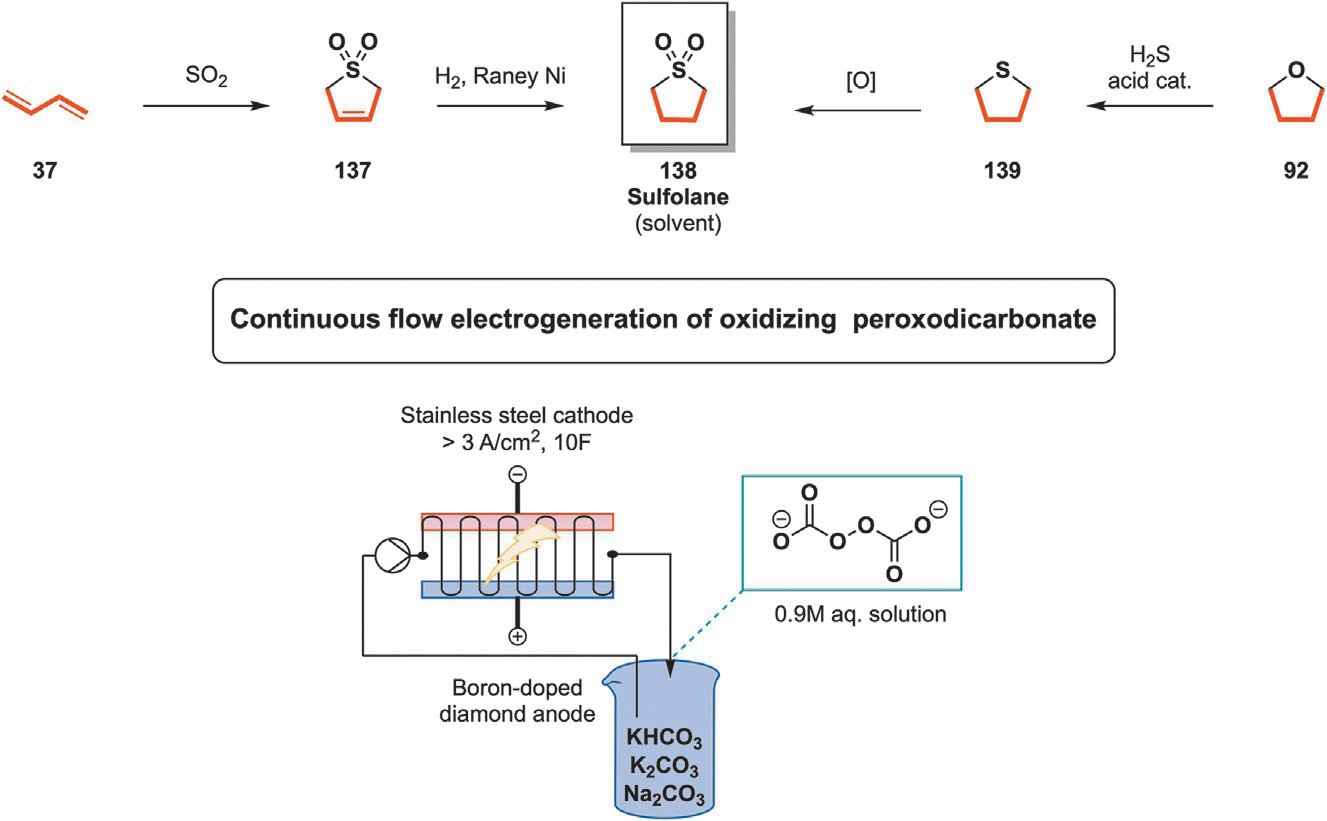 SO₂
H₂, Raney Ni
[O]
H₂S
acid cat.
O O
S
O O
S
S
O
37
137
138
139
92
Sulfolane
(solvent)
Continuous flow electrogeneration of oxidizing peroxodicarbonate
Stainless steel cathode
> 3 A/cm², 10F
−
+
O
⊖
O
O
O
O
⊖
O
0.9M aq. solution
Boron-doped
diamond anode
KHCO₃
K₂CO₃
Na₂CO₃